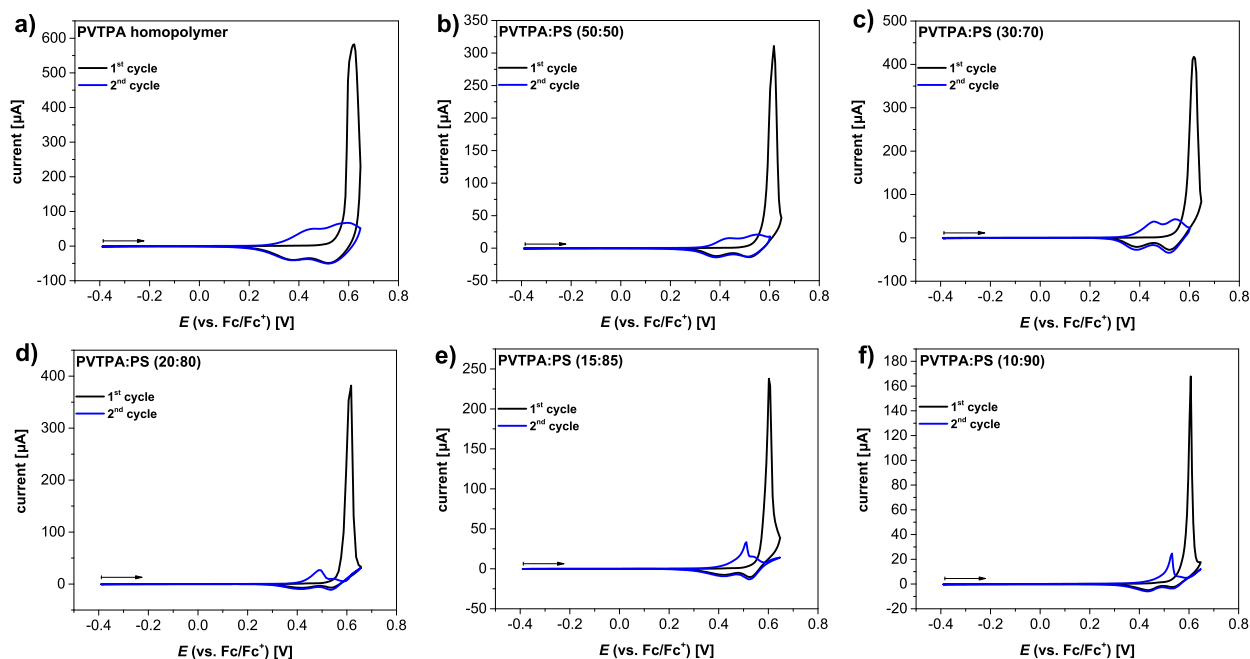 a)
PVTPA homopolymer
1st cycle
2nd cycle
600
500
400
300
200
100
0
-100
current [µA]
-0.4 -0.2 0.0 0.2 0.4 0.6 0.8
E (vs. Fc/Fc+) [V]
b)
PVTPA:PS (50:50)
1st cycle
2nd cycle
350
300
250
200
150
100
50
0
-50
current [µA]
-0.4 -0.2 0.0 0.2 0.4 0.6 0.8
E (vs. Fc/Fc+) [V]
c)
PVTPA:PS (30:70)
1st cycle
2nd cycle
500
400
300
200
100
0
-100
current [µA]
-0.4 -0.2 0.0 0.2 0.4 0.6 0.8
E (vs. Fc/Fc+) [V]
d)
PVTPA:PS (20:80)
1st cycle
2nd cycle
400
300
200
100
0
current [µA]
-0.4 -0.2 0.0 0.2 0.4 0.6 0.8
E (vs. Fc/Fc+) [V]
e)
PVTPA:PS (15:85)
1st cycle
2nd cycle
250
200
150
100
50
0
-50
current [µA]
-0.4 -0.2 0.0 0.2 0.4 0.6 0.8
E (vs. Fc/Fc+) [V]
f)
PVTPA:PS (10:90)
1st cycle
2nd cycle
180
160
140
120
100
80
60
40
20
0
-20
current [µA]
-0.4 -0.2 0.0 0.2 0.4 0.6 0.8
E (vs. Fc/Fc+) [V]